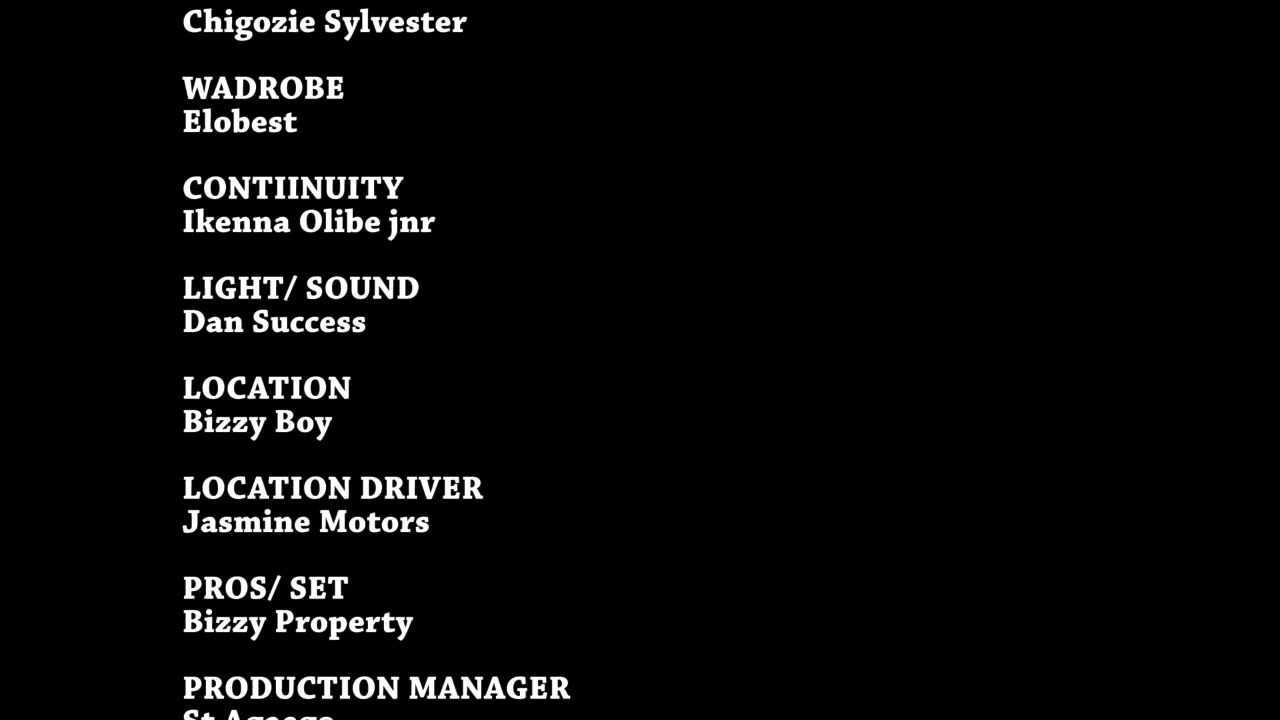 Chigozie Sylvester
WADROBE
Elobest
CONTIINUITY
Ikenna Olibe jnr
LIGHT/ SOUND
Dan Success
LOCATION
Bizzy Boy
LOCATION DRIVER
Jasmine Motors
PROS/ SET
Bizzy Property
PRODUCTION MANAGER
St